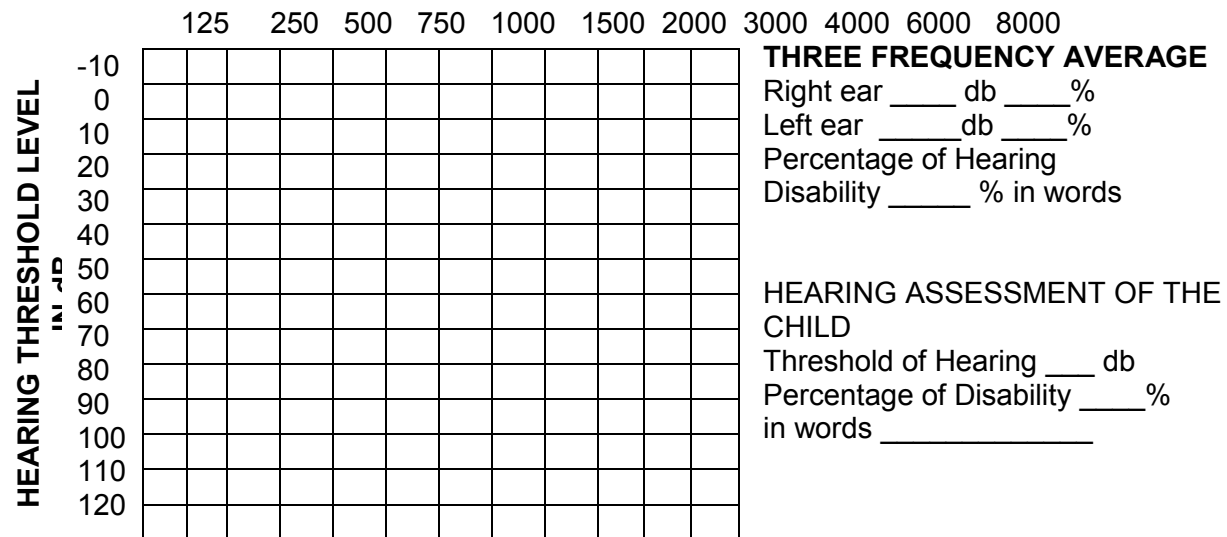 125 250 500 750 1000 1500 2000 3000 4000 6000 8000
HEARING THRESHOLD LEVEL
IN dB
-10
0
10
20
30
40
50
60
70
80
90
100
110
120
THREE FREQUENCY AVERAGE
Right ear ____ db ____%
Left ear _____db ____%
Percentage of Hearing
Disability _____ % in words
HEARING ASSESSMENT OF THE
CHILD
Threshold of Hearing ___ db
Percentage of Disability ____%
in words _____________